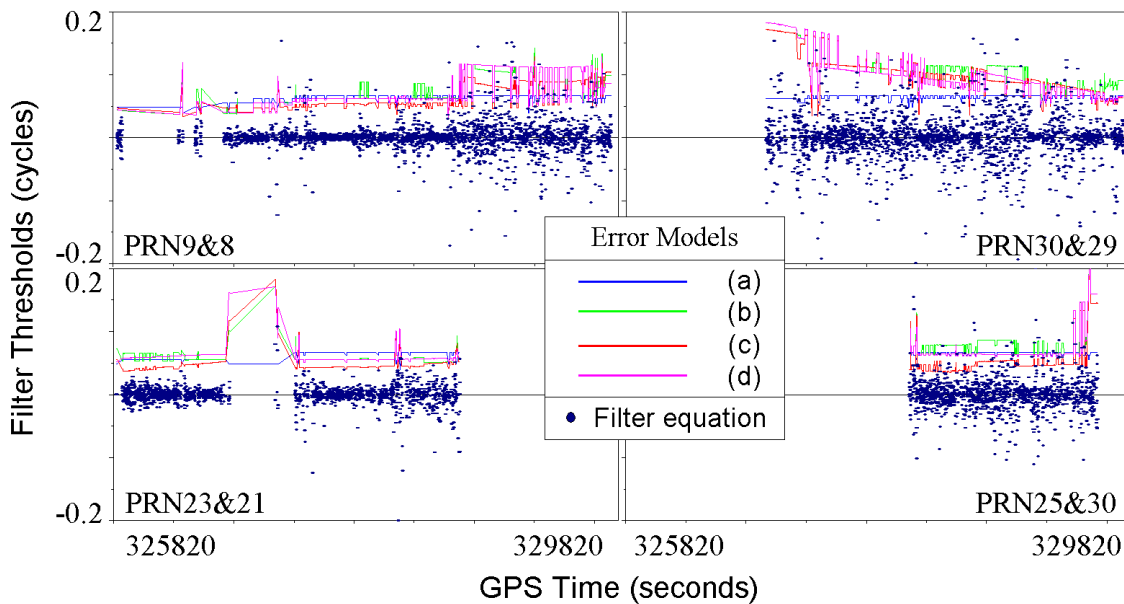 Filter Thresholds (cycles)
0.2
-0.2
PRN9&8
PRN30&29
0.2
-0.2
PRN23&21
PRN25&30
Error Models
(a)
(b)
(c)
(d)
Filter equation
325820
329820
325820
329820
GPS Time (seconds)